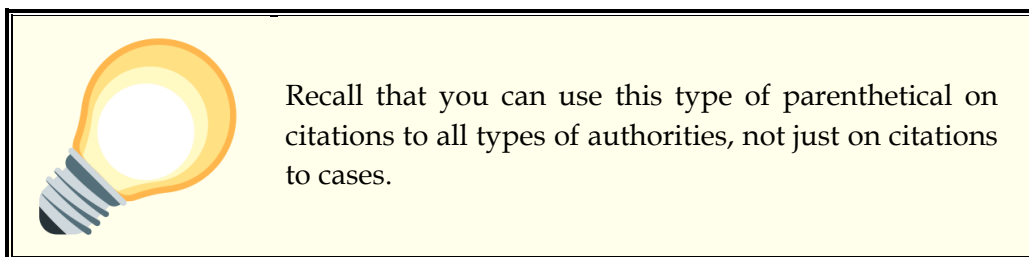 Recall that you can use this type of parenthetical on
citations to all types of authorities, not just on citations
to cases.